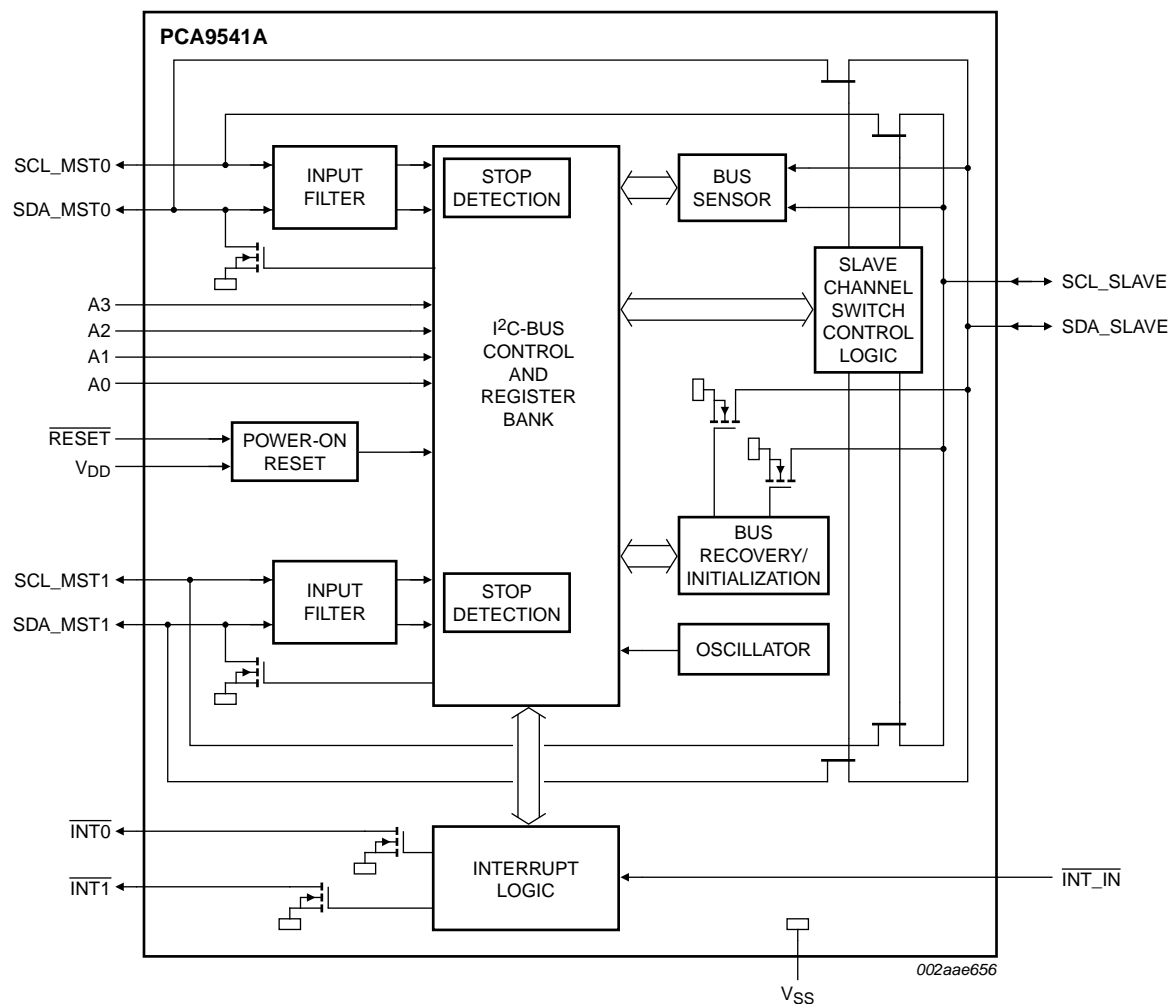 PCA9541A
SCL_MST0
SDA_MST0
INPUT
FILTER
STOP
DETECTION
BUS
SENSOR
SLAVE
CHANNEL
SWITCH
CONTROL
LOGIC
SCL_SLAVE
SDA_SLAVE
A3
A2
A1
A0
I²C-BUS
CONTROL
AND
REGISTER
BANK
RESET
VDD
POWER-ON
RESET
BUS
RECOVERY/
INITIALIZATION
SCL_MST1
SDA_MST1
INPUT
FILTER
STOP
DETECTION
OSCILLATOR
INT0
INT1
INTERRUPT
LOGIC
INT_IN
002aae656
VSS